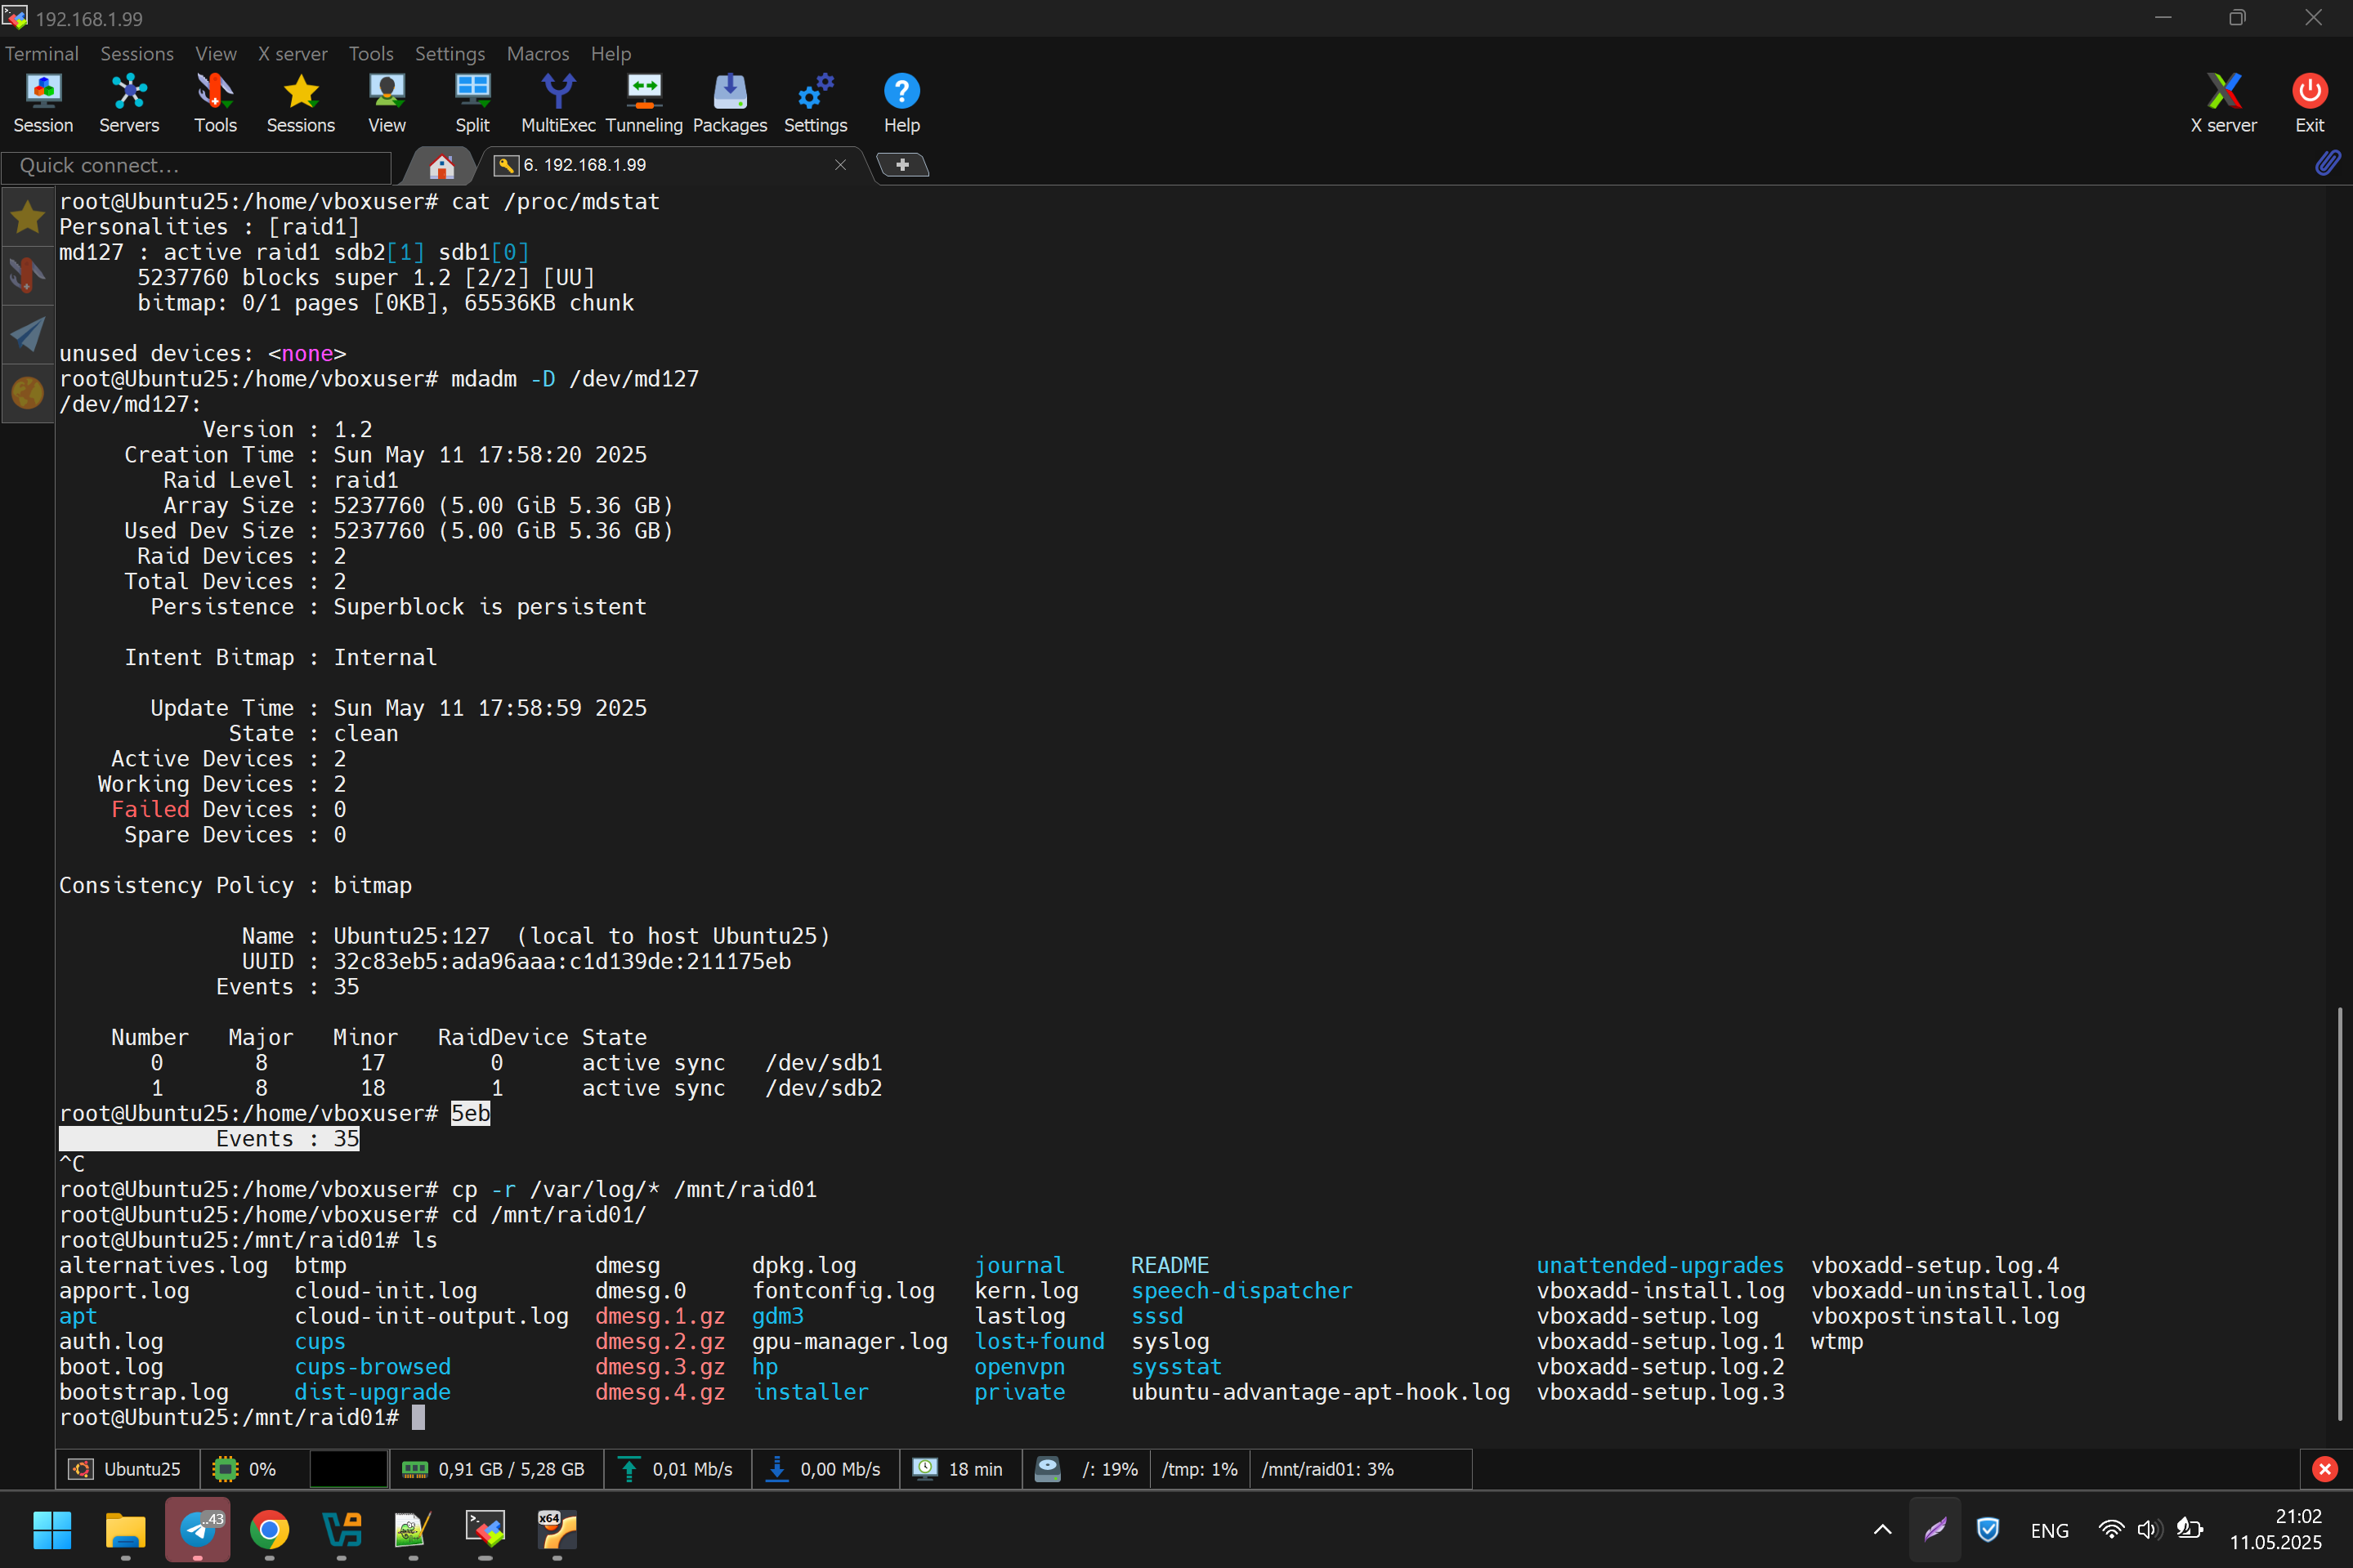 192.168.1.99
Terminal Sessions View X server Tools Settings Macros Help
Session Servers Tools Sessions View Split MultiExec Tunneling Packages Settings Help X server Exit
Quick connect... 6. 192.168.1.99
root@Ubuntu25:/home/vboxuser# cat /proc/mdstat
Personalities : [raid1]
md127 : active raid1 sdb2[1] sdb1[0]
      5237760 blocks super 1.2 [2/2] [UU]
      bitmap: 0/1 pages [0KB], 65536KB chunk
unused devices: <none>
root@Ubuntu25:/home/vboxuser# mdadm -D /dev/md127
/dev/md127:
           Version : 1.2
     Creation Time : Sun May 11 17:58:20 2025
        Raid Level : raid1
        Array Size : 5237760 (5.00 GiB 5.36 GB)
     Used Dev Size : 5237760 (5.00 GiB 5.36 GB)
      Raid Devices : 2
     Total Devices : 2
       Persistence : Superblock is persistent
     Intent Bitmap : Internal
       Update Time : Sun May 11 17:58:59 2025
             State : clean
    Active Devices : 2
   Working Devices : 2
    Failed Devices : 0
     Spare Devices : 0
Consistency Policy : bitmap
              Name : Ubuntu25:127  (local to host Ubuntu25)
              UUID : 32c83eb5:ada96aaa:c1d139de:211175eb
            Events : 35
    Number   Major   Minor   RaidDevice State
       0       8       17        0      active sync   /dev/sdb1
       1       8       18        1      active sync   /dev/sdb2
root@Ubuntu25:/home/vboxuser# 5eb
            Events : 35
^C
root@Ubuntu25:/home/vboxuser# cp -r /var/log/* /mnt/raid01
root@Ubuntu25:/home/vboxuser# cd /mnt/raid01/
root@Ubuntu25:/mnt/raid01# ls
alternatives.log  btmp                   dmesg       dpkg.log        journal     README                         unattended-upgrades  vboxadd-setup.log.4
apport.log        cloud-init.log         dmesg.0     fontconfig.log  kern.log    speech-dispatcher              vboxadd-install.log  vboxadd-uninstall.log
apt               cloud-init-output.log  dmesg.1.gz  gdm3            lastlog     sssd                           vboxadd-setup.log    vboxpostinstall.log
auth.log          cups                   dmesg.2.gz  gpu-manager.log  lost+found  syslog                         vboxadd-setup.log.1  wtmp
boot.log          cups-browsed           dmesg.3.gz  hp              openvpn     sysstat                        vboxadd-setup.log.2
bootstrap.log     dist-upgrade           dmesg.4.gz  installer       private     ubuntu-advantage-apt-hook.log  vboxadd-setup.log.3
root@Ubuntu25:/mnt/raid01#
Ubuntu25 0% 0,91 GB / 5,28 GB 0,01 Mb/s 0,00 Mb/s 18 min /: 19% /tmp: 1% /mnt/raid01: 3%
..43 x64 ENG 21:02
11.05.2025